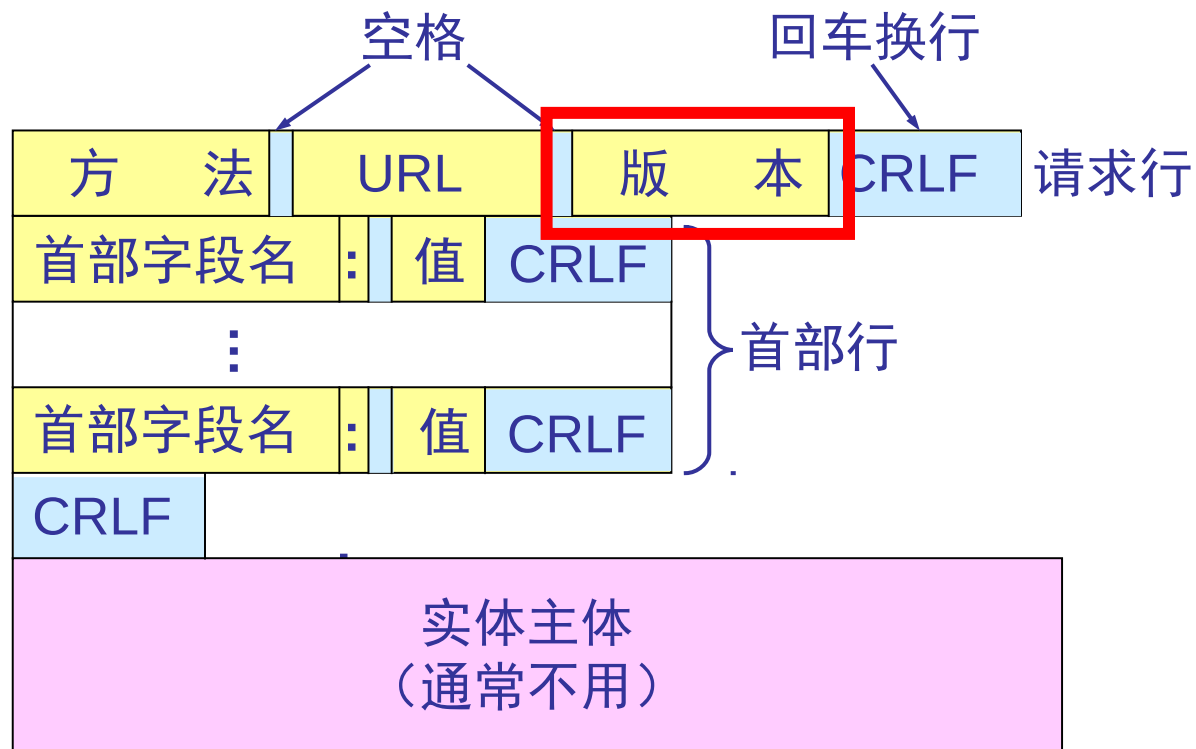 空格 回车换行
方 法 URL 版 本 CRLF 请求行
首部字段名 : 值 CRLF
⋮ 首部行
首部字段名 : 值 CRLF
CRLF
实体主体
（通常不用）